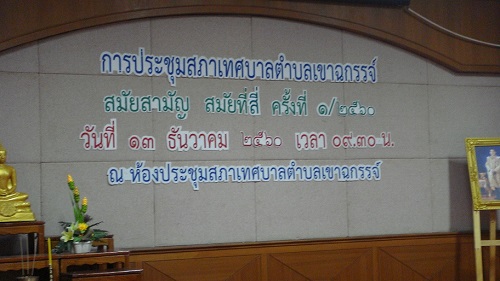 การประชุมสภาเทศบาลตำบลเขาฉกรรจ์
สมัยสามัญ สมัยที่สี่ ครั้งที่ ๑/๒๕๖๐
วันที่ ๑๓ ธันวาคม ๒๕๖๐ เวลา ๐๙.๓๐ น.
ณ ห้องประชุมสภาเทศบาลตำบลเขาฉกรรจ์